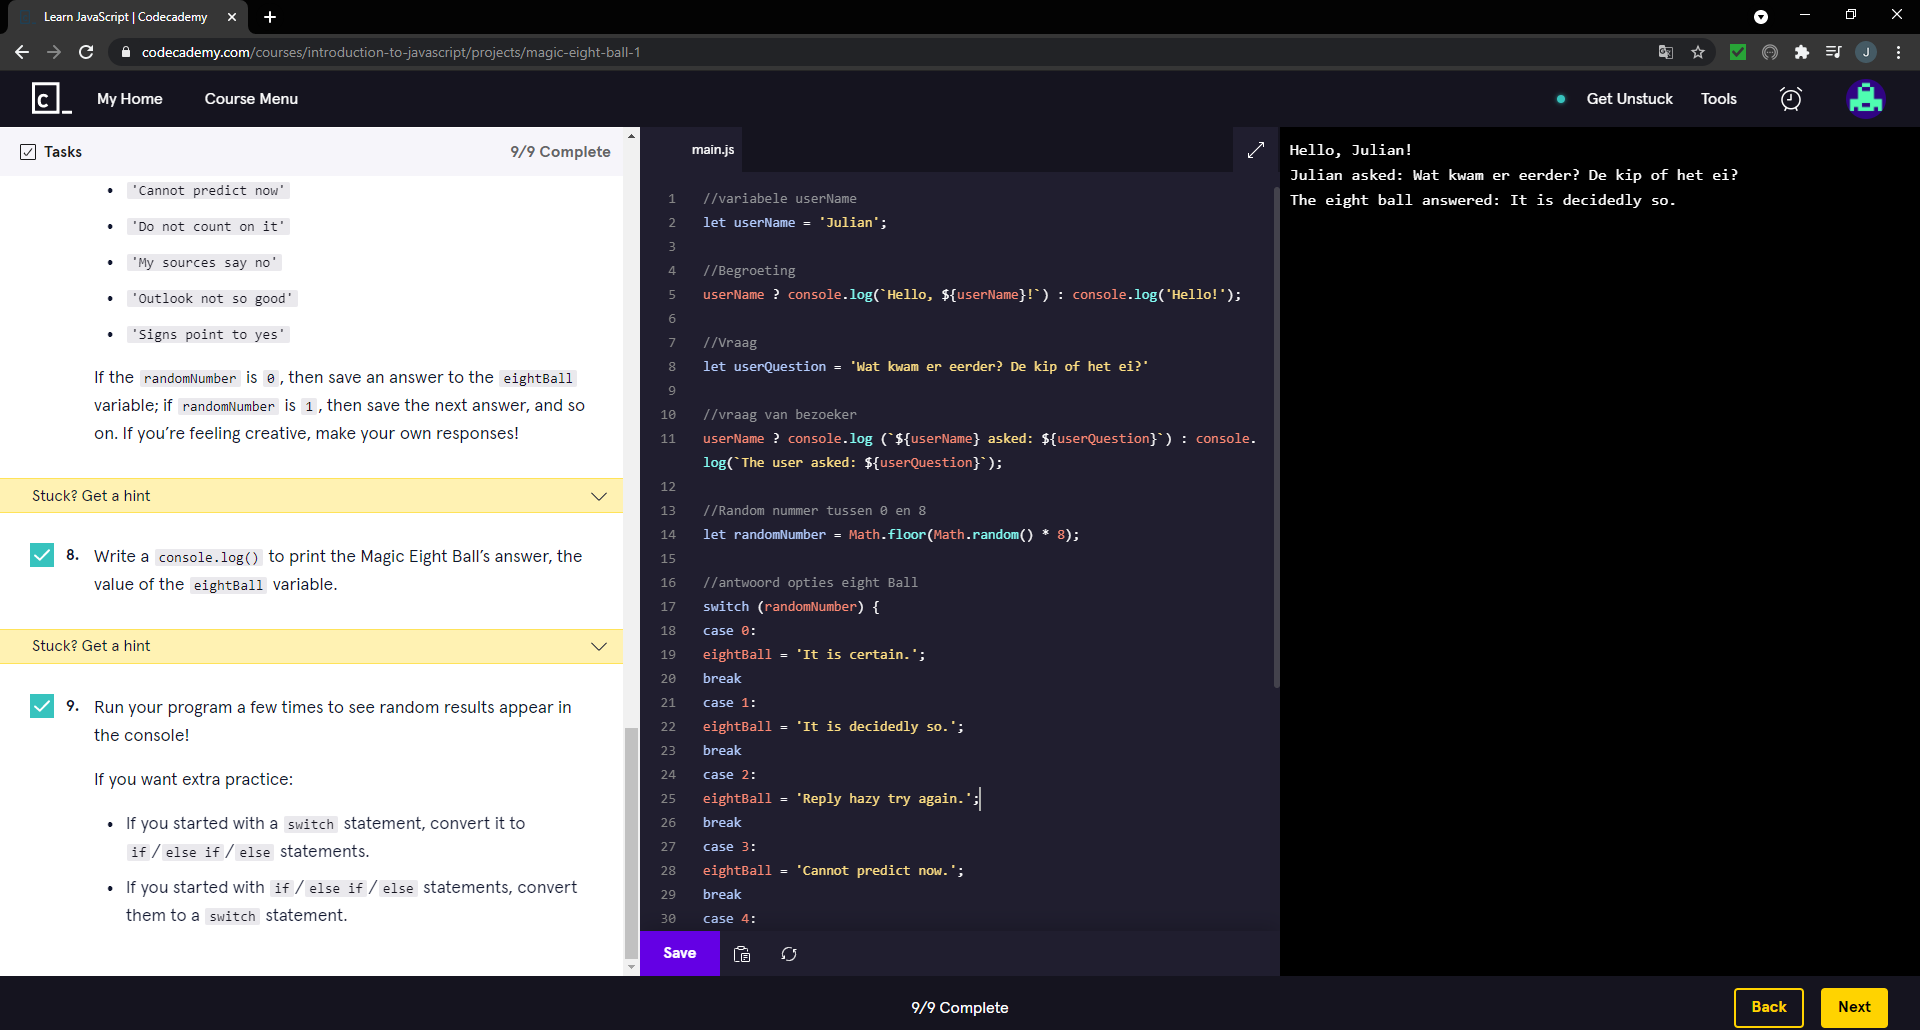 Learn JavaScript | Codecademy
codecademy.com/courses/introduction-to-javascript/projects/magic-eight-ball-1
J
c_
My Home
Course Menu
Get Unstuck
Tools
Tasks
9/9 Complete
'Cannot predict now'
'Do not count on it'
'My sources say no'
'Outlook not so good'
'Signs point to yes'
If the randomNumber is 0, then save an answer to the eightBall
variable; if randomNumber is 1, then save the next answer, and so
on. If you’re feeling creative, make your own responses!
Stuck? Get a hint
8. Write a console.log() to print the Magic Eight Ball’s answer, the
value of the eightBall variable.
Stuck? Get a hint
9. Run your program a few times to see random results appear in
the console!
If you want extra practice:
If you started with a switch statement, convert it to
if/else if/else statements.
If you started with if/else if/else statements, convert
them to a switch statement.
main.js
1 //variabele userName
2 let userName = 'Julian';
3
4 //Begroeting
5 userName ? console.log(`Hello, ${userName}!`) : console.log('Hello!');
6
7 //Vraag
8 let userQuestion = 'Wat kwam er eerder? De kip of het ei?'
9
10 //vraag van bezoeker
11 userName ? console.log (`${userName} asked: ${userQuestion}`) : console.
log(`The user asked: ${userQuestion}`);
12
13 //Random nummer tussen 0 en 8
14 let randomNumber = Math.floor(Math.random() * 8);
15
16 //antwoord opties eight Ball
17 switch (randomNumber) {
18 case 0:
19 eightBall = 'It is certain.';
20 break
21 case 1:
22 eightBall = 'It is decidedly so.';
23 break
24 case 2:
25 eightBall = 'Reply hazy try again.';
26 break
27 case 3:
28 eightBall = 'Cannot predict now.';
29 break
30 case 4:
Save
Hello, Julian!
Julian asked: Wat kwam er eerder? De kip of het ei?
The eight ball answered: It is decidedly so.
9/9 Complete
Back
Next